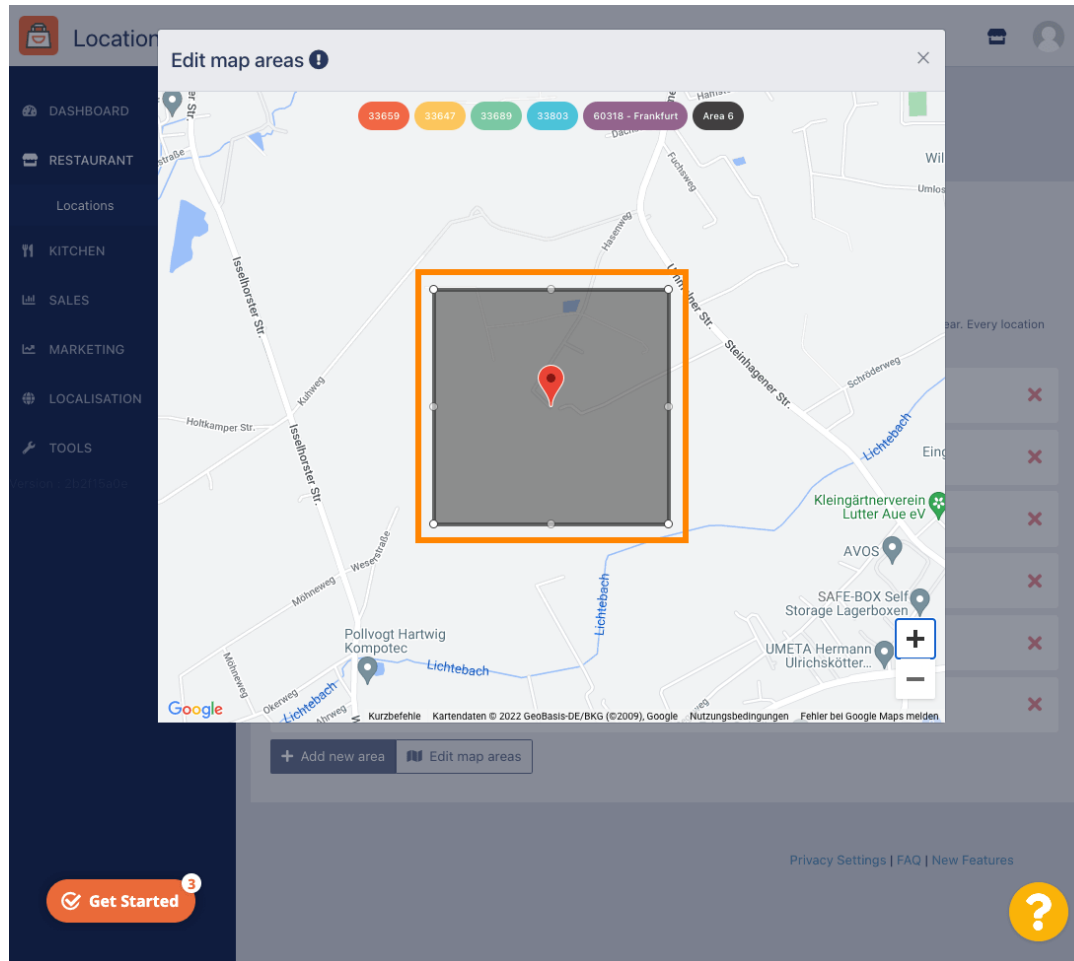 Location
Edit map areas
×
DASHBOARD
RESTAURANT
Locations
KITCHEN
SALES
MARKETING
LOCALISATION
TOOLS
version : 2b2f15a0e
33659
33647
33689
33803
60318 - Frankfurt
Area 6
Fuchsweg
Wil
Umlos
Hasenweg
Isselhorster Str.
Steinhagener Str.
ear. Every location
Schröderweg
Kuhweg
Holtkamper Str.
Isselhorster Str.
Lichtebach
Eing
Kleingärtnerverein
Lutter Aue eV
AVOS
Weserstraße
Möhneweg
Lichtebach
SAFE-BOX Self
Storage Lagerboxen
Pollvogt Hartwig
Kompotec
UMETA Hermann
Ulrichskötter...
+
−
Lichtebach
Möhneweg
Okerweg
Lichtebach
Ahrweg
Google
Kurzbefehle
Kartendaten © 2022 GeoBasis-DE/BKG (©2009), Google
Nutzungsbedingungen
Fehler bei Google Maps melden
+ Add new area
Edit map areas
Privacy Settings | FAQ | New Features
Get Started
3
?